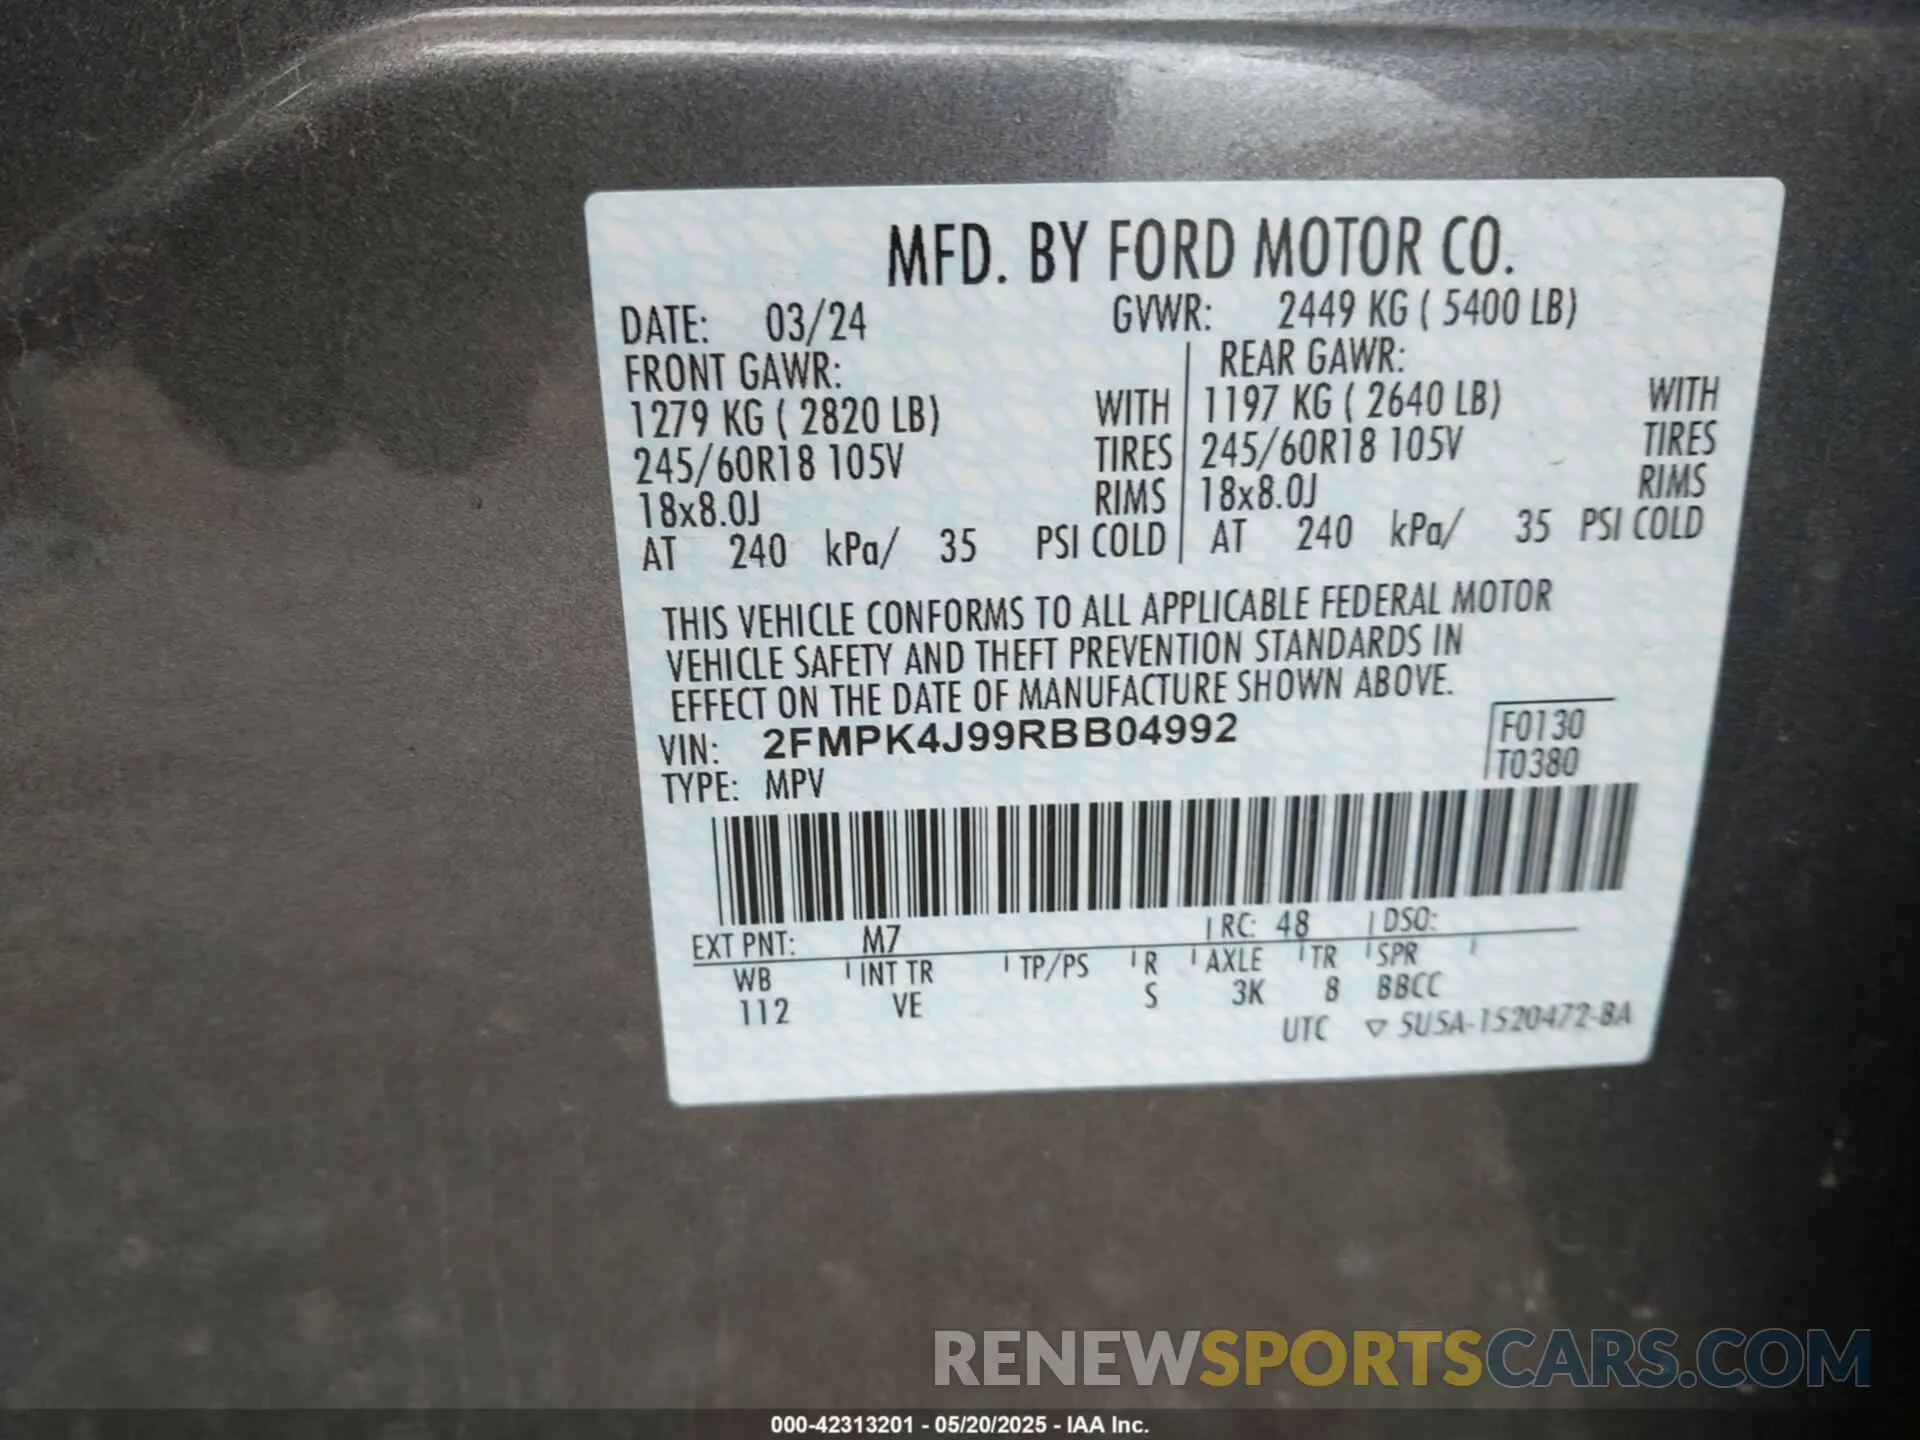 MFD. BY FORD MOTOR CO.
DATE: 03/24 GVWR: 2449 KG ( 5400 LB)
FRONT GAWR: REAR GAWR:
1279 KG ( 2820 LB) WITH 1197 KG ( 2640 LB) WITH
245/60R18 105V TIRES 245/60R18 105V TIRES
18x8.0J RIMS 18x8.0J RIMS
AT 240 kPa/ 35 PSI COLD AT 240 kPa/ 35 PSI COLD
THIS VEHICLE CONFORMS TO ALL APPLICABLE FEDERAL MOTOR
VEHICLE SAFETY AND THEFT PREVENTION STANDARDS IN
EFFECT ON THE DATE OF MANUFACTURE SHOWN ABOVE.
VIN: 2FMPK4J99RBB04992 F0130
TYPE: MPV T0380
EXT PNT: M7 RC: 48 DSO:
WB INT TR TP/PS R AXLE TR SPR
112 VE S 3K 8 BBCC
UTC ▽ 5U5A-1520472-BA
RENEWSPORTSCARS.COM
000-42313201 - 05/20/2025 - IAA Inc.